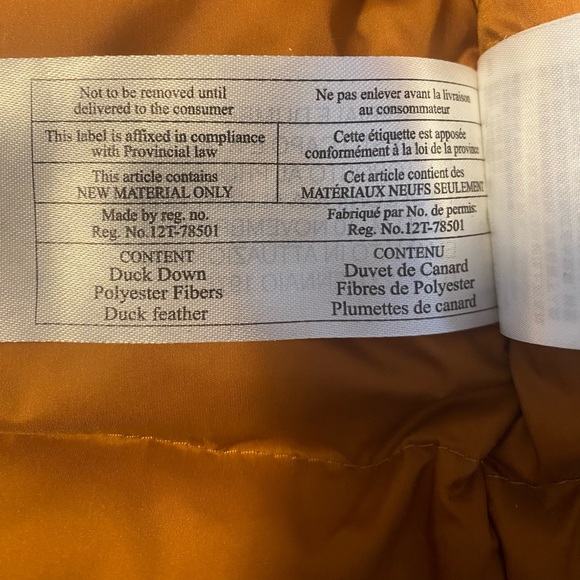 Not to be removed until
delivered to the consumer
Ne pas enlever avant la livraison
au consommateur
This label is affixed in compliance
with Provincial law
Cette étiquette est apposée
conformément à la loi de la province
This article contains
NEW MATERIAL ONLY
Cet article contient des
MATÉRIAUX NEUFS SEULEMENT
Made by reg. no.
Reg. No.12T-78501
Fabriqué par No. de permis:
Reg. No.12T-78501
CONTENT
Duck Down
Polyester Fibers
Duck feather
CONTENU
Duvet de Canard
Fibres de Polyester
Plumettes de canard